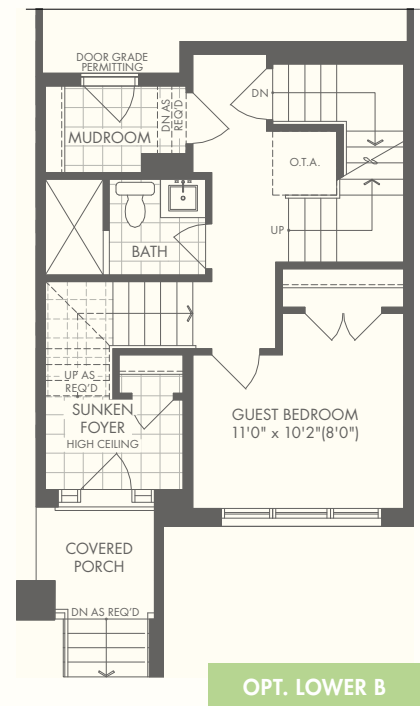 DOOR GRADE
PERMITTING
DN AS
REQ'D
MUDROOM
DN
O.T.A.
BATH
UP
UP AS
REQ'D
SUNKEN
FOYER
HIGH CEILING
GUEST BEDROOM
11'0" x 10'2"(8'0")
COVERED
PORCH
DN AS REQ'D
OPT. LOWER B